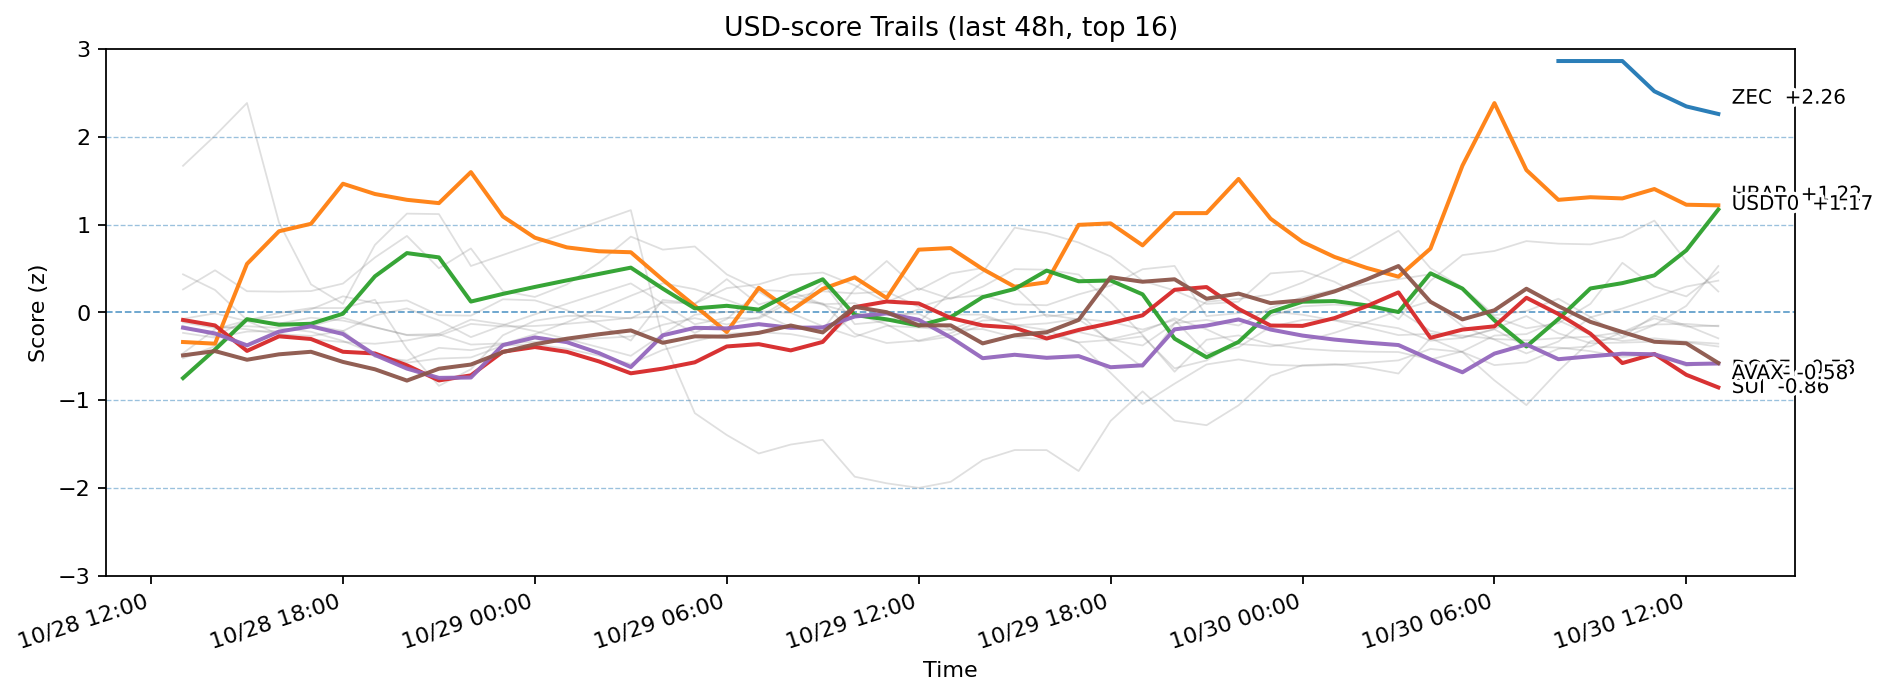 USD-score Trails (last 48h, top 16)
Score (z)
3
2
1
0
−1
−2
−3
ZEC +2.26
USDT0 +1.17
AVAX -0.58
SUI -0.86
10/28 12:00
10/28 18:00
10/29 00:00
10/29 06:00
10/29 12:00
10/29 18:00
10/30 00:00
10/30 06:00
10/30 12:00
Time